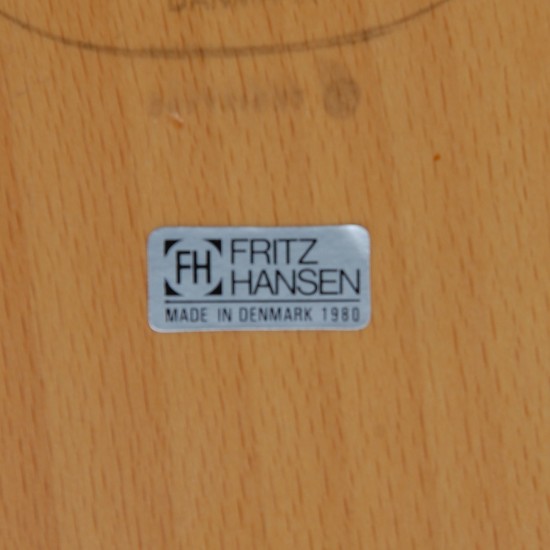 FH FRITZ
HANSEN
MADE IN DENMARK 1980